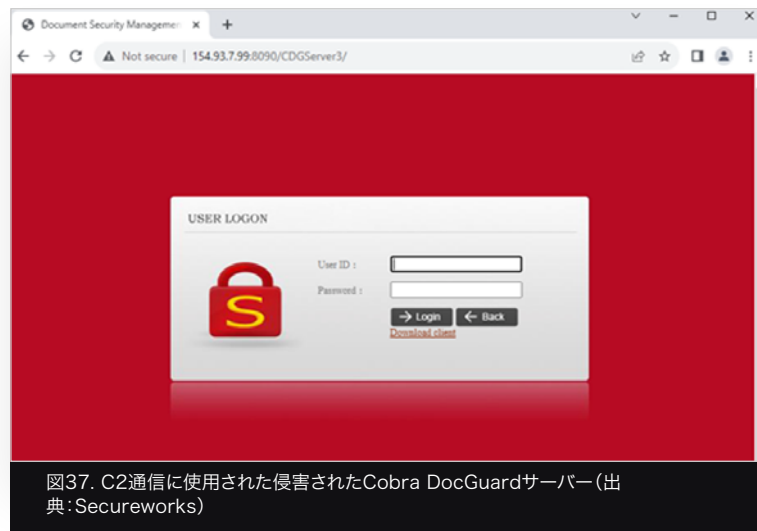 Document Security Managemen
Not secure | 154.93.7.99:8090/CDGServer3/
USER LOGON
S
User ID :
Password :
Login
Back
Download client
図37. C2通信に使用された侵害されたCobra DocGuardサーバー(出
典:Secureworks)